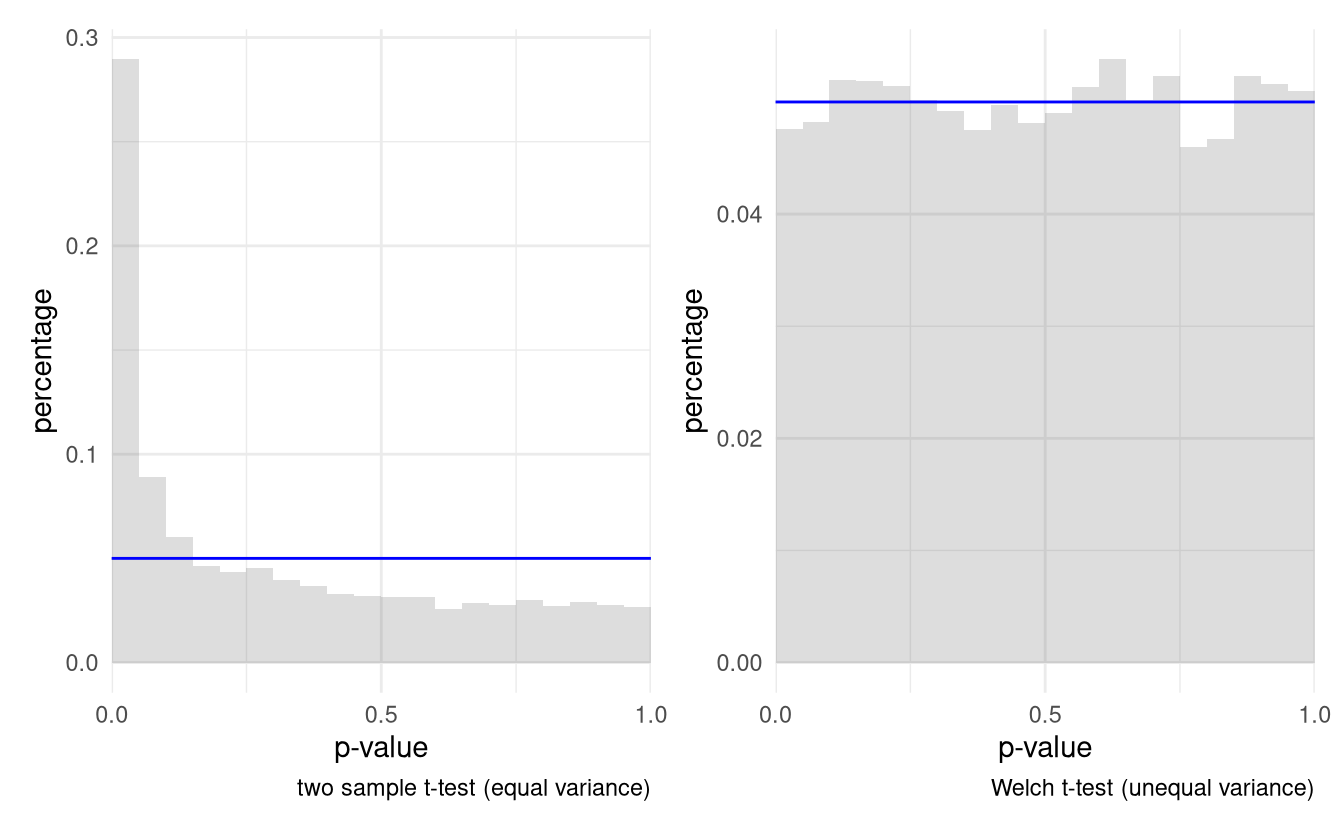 0.3
0.2
0.1
0.0
percentage
0.0 0.5 1.0
p-value
two sample t-test (equal variance)
0.04
0.02
0.00
percentage
0.0 0.5 1.0
p-value
Welch t-test (unequal variance)